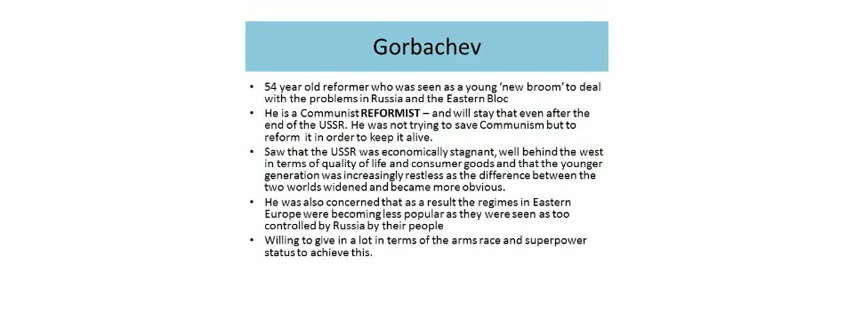 Gorbachev
• 54 year old reformer who was seen as a young 'new broom' to deal
with the problems in Russia and the Eastern Bloc
• He is a Communist REFORMIST – and will stay that even after the
end of the USSR. He was not trying to save Communism but to
reform it in order to keep it alive.
• Saw that the USSR was economically stagnant, well behind the west
in terms of quality of life and consumer goods and that the younger
generation was increasingly restless as the difference between the
two worlds widened and became more obvious.
• He was also concerned that as a result the regimes in Eastern
Europe were becoming less popular as they were seen as too
controlled by Russia by their people
• Willing to give in a lot in terms of the arms race and superpower
status to achieve this.